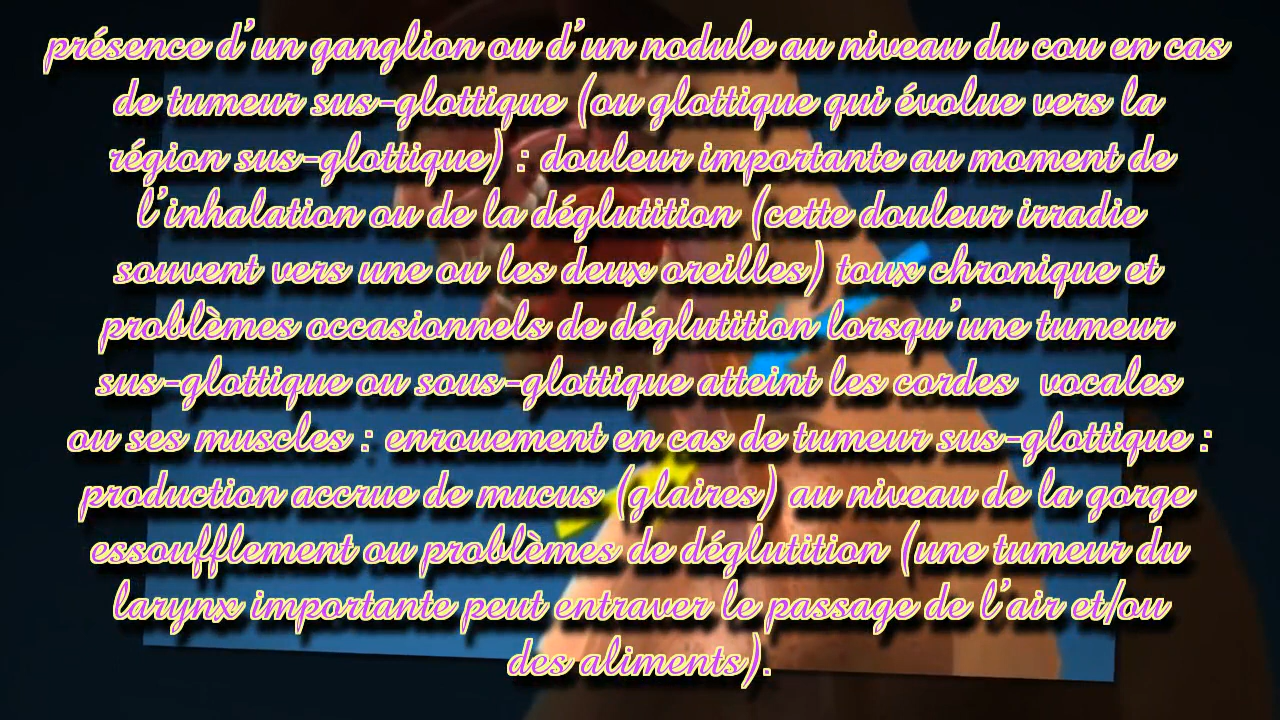 présence d’un ganglion ou d’un nodule au niveau du cou en cas
de tumeur sus-glottique (ou glottique qui évolue vers la
région sus-glottique) : douleur importante au moment de
l’inhalation ou de la déglutition (cette douleur irradie
souvent vers une ou les deux oreilles) toux chronique et
problèmes occasionnels de déglutition lorsqu’une tumeur
sus-glottique ou sous-glottique atteint les cordes vocales
ou ses muscles : enrouement en cas de tumeur sus-glottique :
production accrue de mucus (glaires) au niveau de la gorge
essoufflement ou problèmes de déglutition (une tumeur du
larynx importante peut entraver le passage de l’air et/ou
des aliments).